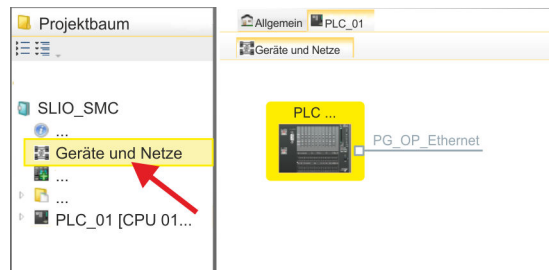 Projektbaum
SLIO_SMC
...
Geräte und Netze
...
...
PLC_01 [CPU 01...
Allgemein
PLC_01
Geräte und Netze
PLC ...
PG_OP_Ethernet